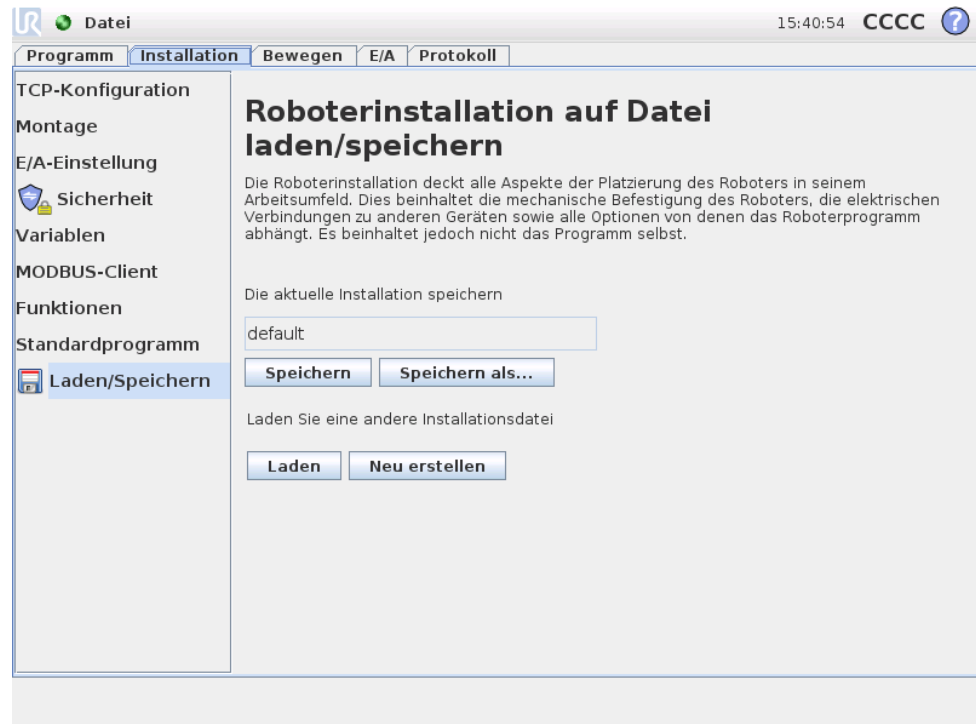 UR Datei 15:40:54 CCCC ?
Programm Installation Bewegen E/A Protokoll
TCP-Konfiguration
Montage
E/A-Einstellung
Sicherheit
Variablen
MODBUS-Client
Funktionen
Standardprogramm
Laden/Speichern
Roboterinstallation auf Datei
laden/speichern
Die Roboterinstallation deckt alle Aspekte der Platzierung des Roboters in seinem
Arbeitsumfeld. Dies beinhaltet die mechanische Befestigung des Roboters, die elektrischen
Verbindungen zu anderen Geräten sowie alle Optionen von denen das Roboterprogramm
abhängt. Es beinhaltet jedoch nicht das Programm selbst.
Die aktuelle Installation speichern
default
Speichern Speichern als...
Laden Sie eine andere Installationsdatei
Laden Neu erstellen